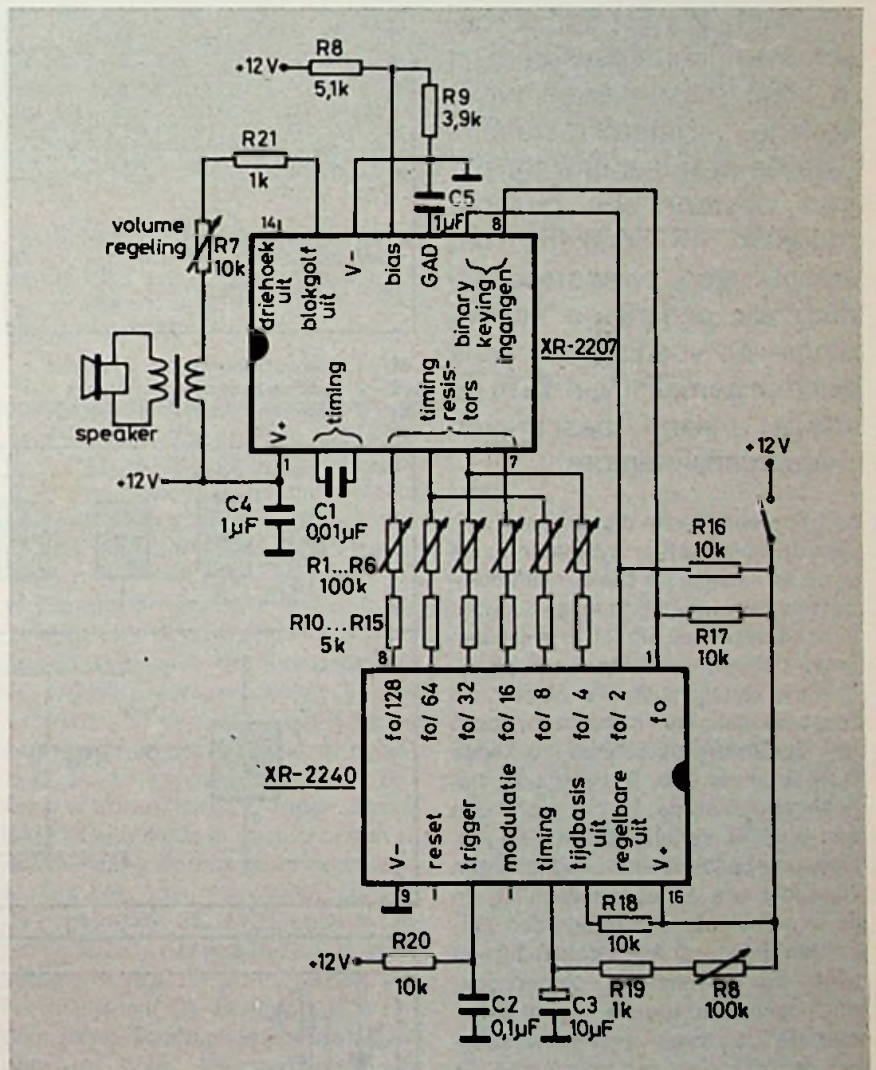 R8
+12V
5,1k
R9
3,9k
R21
1k
C5
1µF
volume
regeling
R7
10k
14
8
driehoek
uit
blokgolf
uit
V-
bias
GAD
binary
keying
ingangen
XR-2207
timing
timing
resis-
tors
V+
speaker
+12V
1
7
+12V
C4
1µF
C1
0,01µF
R1...R6
100k
R16
10k
R10...R15
5k
R17
10k
8
1
fo/128
fo/64
fo/32
fo/16
fo/8
fo/4
fo/2
fo
XR-2240
V-
reset
trigger
modulatie
timing
tijdbasis
uit
regelbare
uit
V+
9
16
R18
10k
R20
+12V
10k
R19
1k
R8
100k
C2
0,1µF
C3
10µF